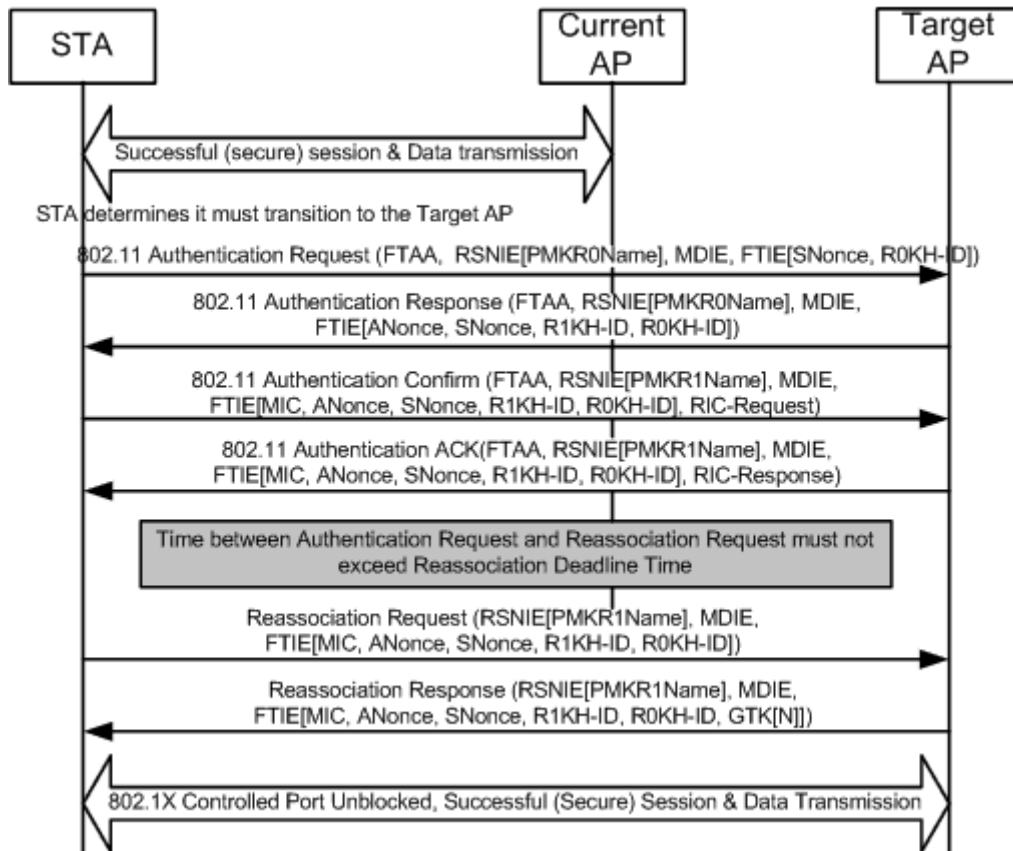 STA
Current
AP
Target
AP
Successful (secure) session & Data transmission
STA determines it must transition to the Target AP
802.11 Authentication Request (FTAA, RSNIE[PMKR0Name], MDIE, FTIE[SNonce, R0KH-ID])
802.11 Authentication Response (FTAA, RSNIE[PMKR0Name], MDIE,
FTIE[ANonce, SNonce, R1KH-ID, R0KH-ID])
802.11 Authentication Confirm (FTAA, RSNIE[PMKR1Name], MDIE,
FTIE[MIC, ANonce, SNonce, R1KH-ID, R0KH-ID], RIC-Request)
802.11 Authentication ACK(FTAA, RSNIE[PMKR1Name], MDIE,
FTIE[MIC, ANonce, SNonce, R1KH-ID, R0KH-ID], RIC-Response)
Time between Authentication Request and Reassociation Request must not
exceed Reassociation Deadline Time
Reassociation Request (RSNIE[PMKR1Name], MDIE,
FTIE[MIC, ANonce, SNonce, R1KH-ID, R0KH-ID])
Reassociation Response (RSNIE[PMKR1Name], MDIE,
FTIE[MIC, ANonce, SNonce, R1KH-ID, R0KH-ID, GTK[N]])
802.1X Controlled Port Unblocked, Successful (Secure) Session & Data Transmission